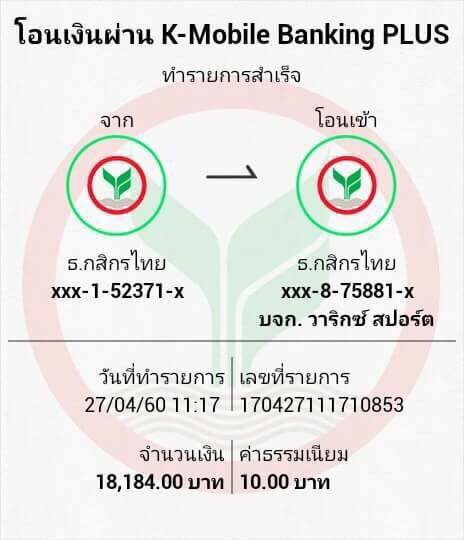 โอนเงินผ่าน K-Mobile Banking PLUS
ทำรายการสำเร็จ
จาก
โอนเข้า
ธ.กสิกรไทย
xxx-1-52371-x
ธ.กสิกรไทย
xxx-8-75881-x
บจก. วาริกซ์ สปอร์ต
วันที่ทำรายการ
27/04/60 11:17
เลขที่รายการ
170427111710853
จำนวนเงิน
18,184.00 บาท
ค่าธรรมเนียม
10.00 บาท